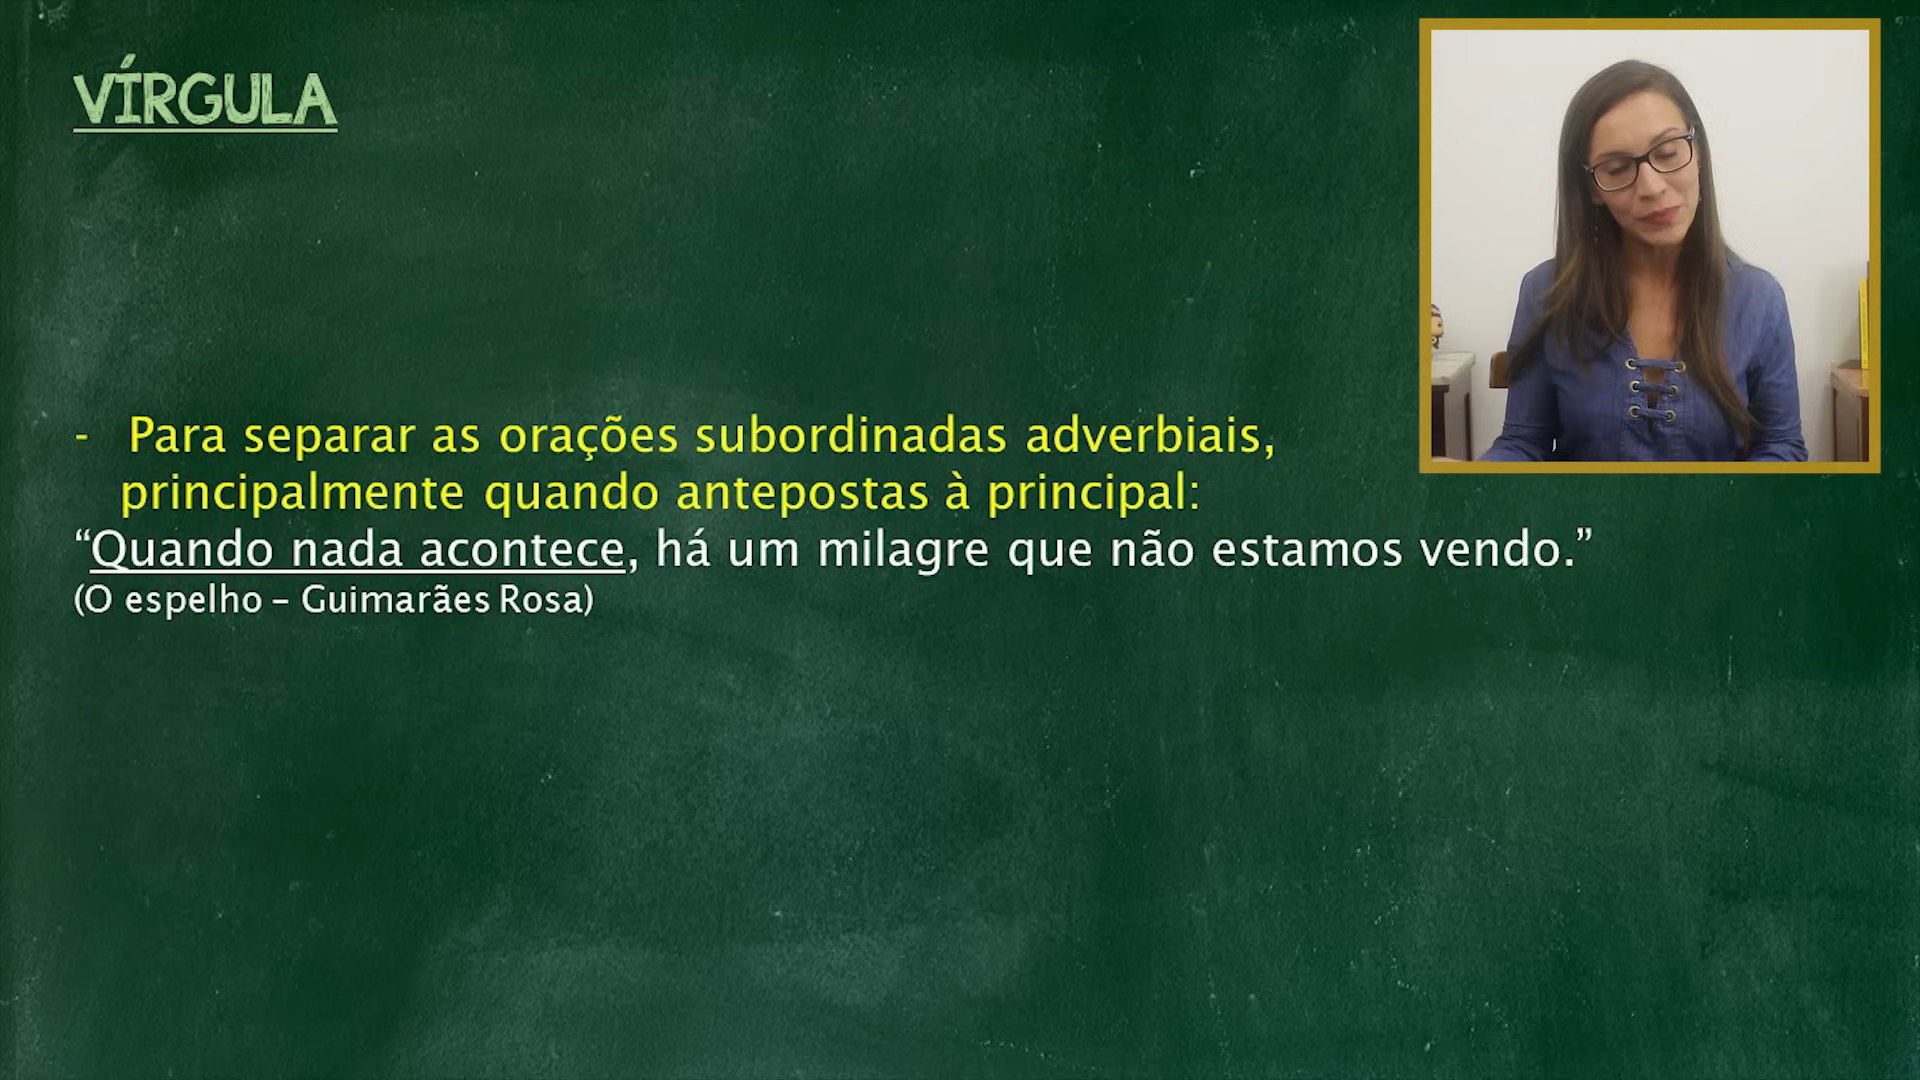 VÍRGULA
- Para separar as orações subordinadas adverbiais,
principalmente quando antepostas à principal:
“Quando nada acontece, há um milagre que não estamos vendo.”
(O espelho – Guimarães Rosa)